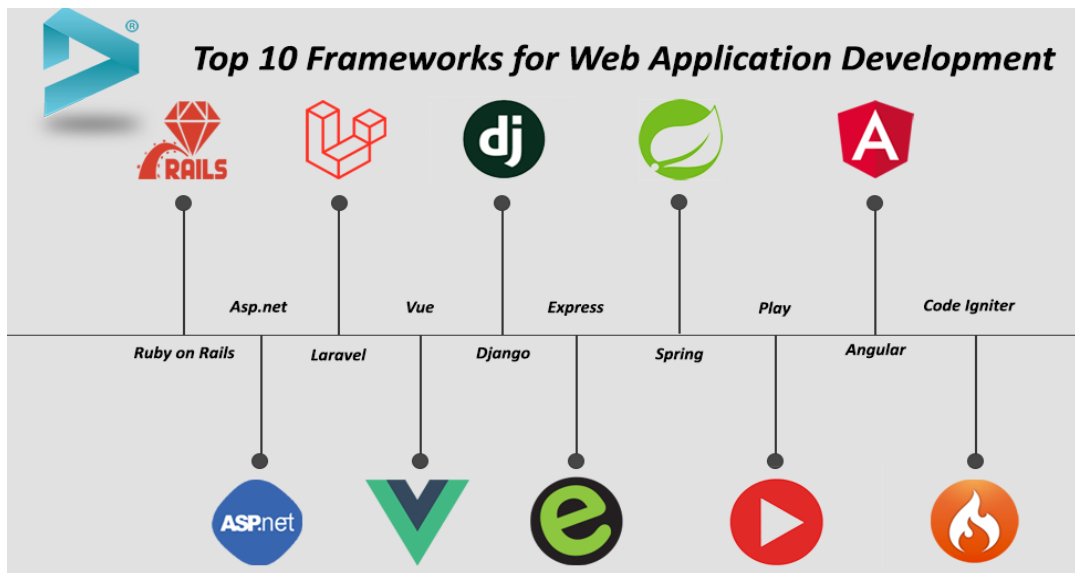 ®
Top 10 Frameworks for Web Application Development
RAILS
dj
A
Asp.net
Vue
Express
Play
Code Igniter
Ruby on Rails
Laravel
Django
Spring
Angular
ASP.net
e